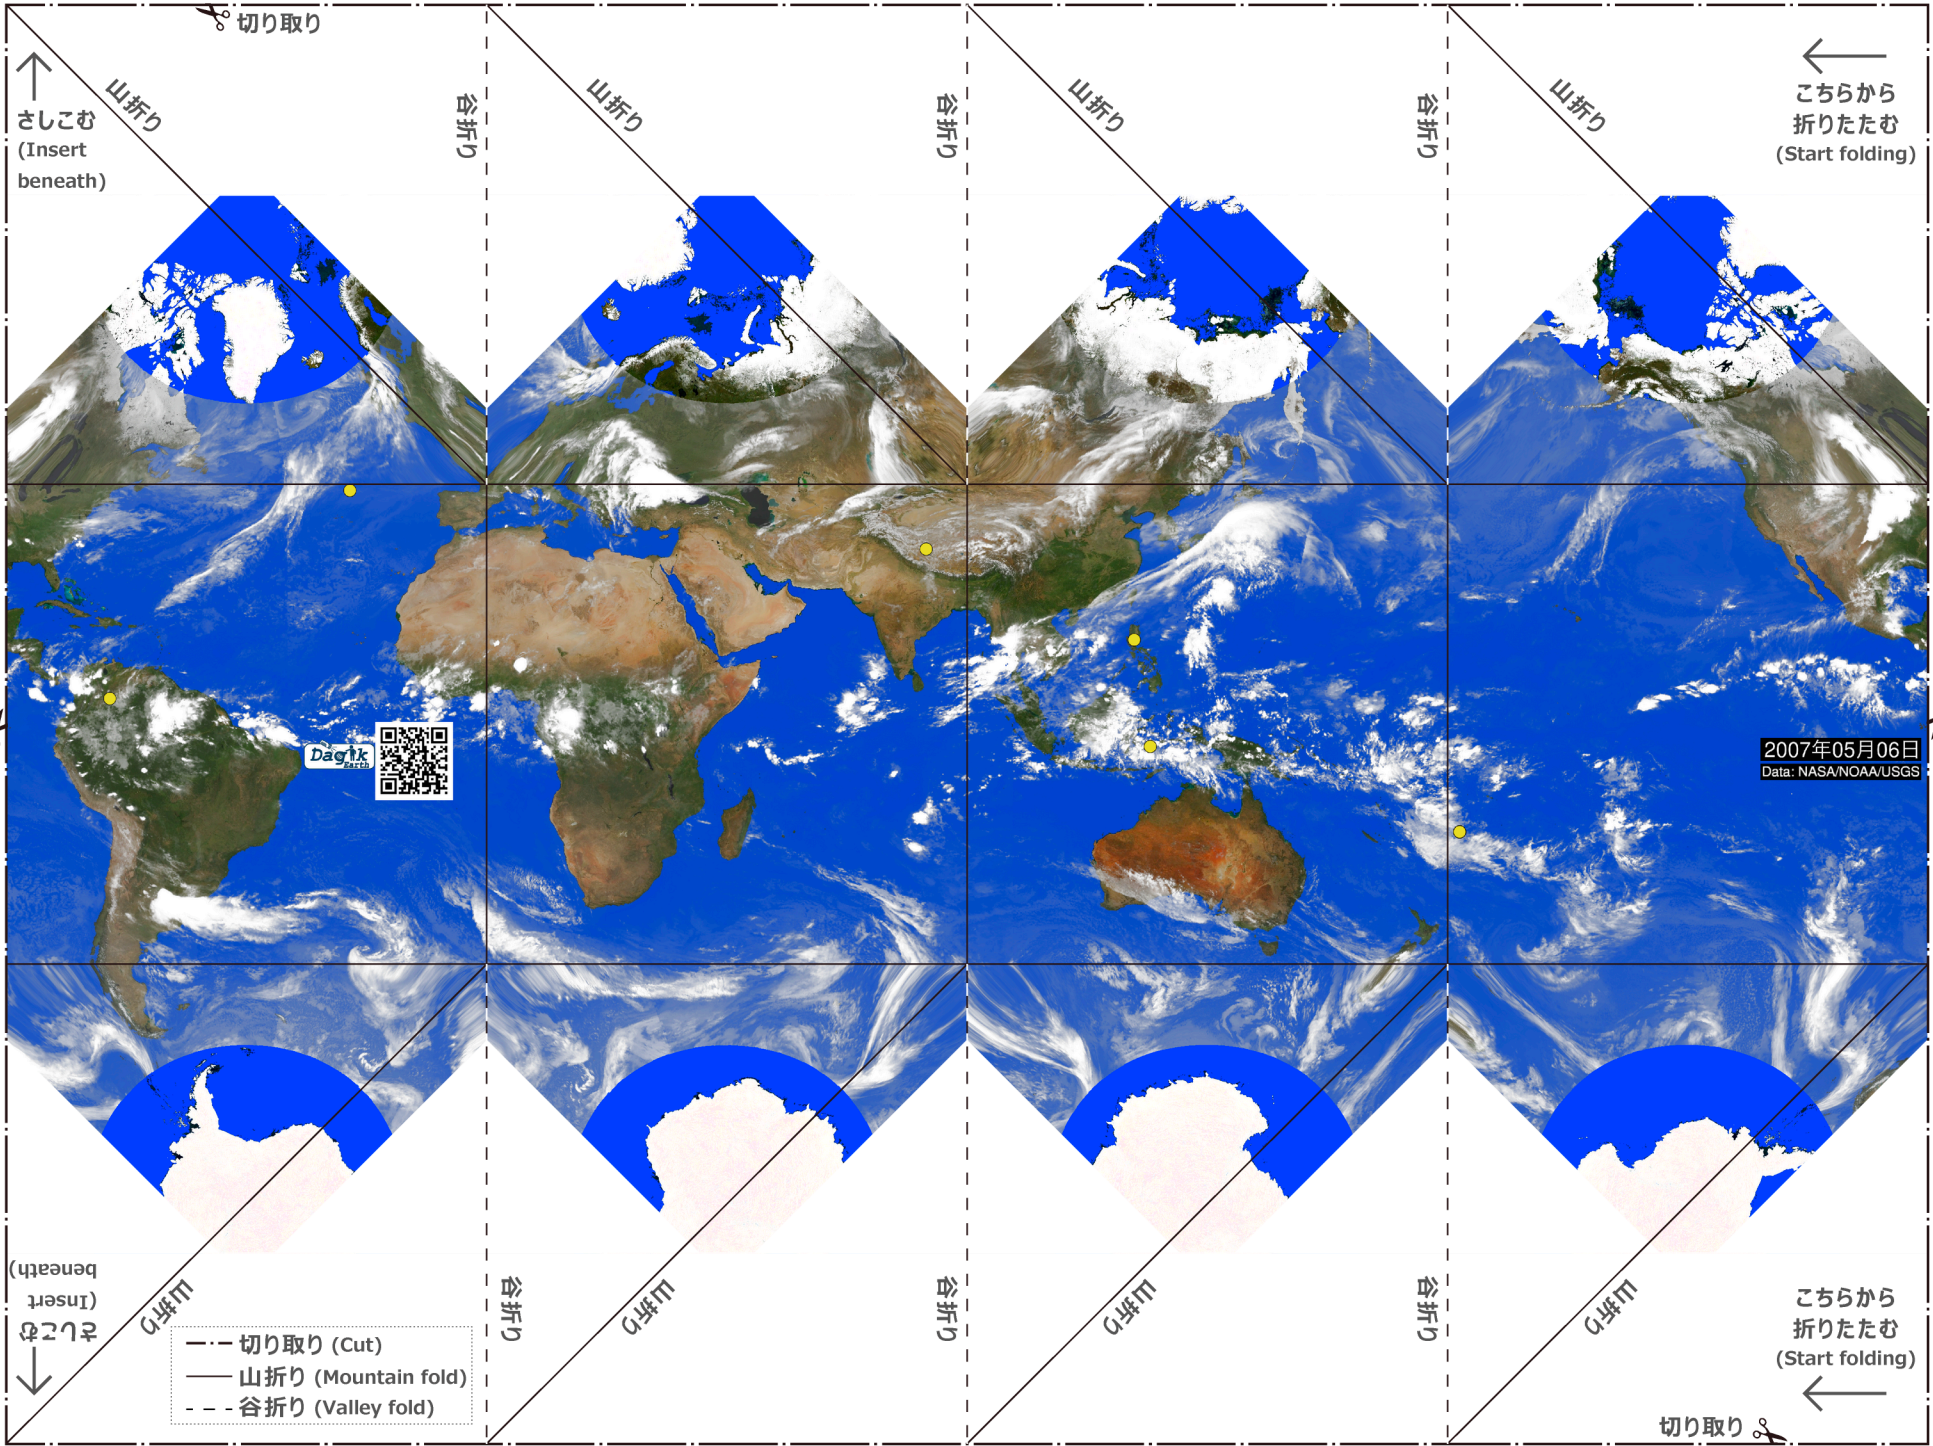 切り取り
山折り
谷折り
山折り
谷折り
山折り
谷折り
山折り
さしこむ
(Insert
beneath)
こちらから
折りたたむ
(Start folding)
Dagik
Earth
2007年05月06日
Data: NASA/NOAA/USGS
さしこむ
(Insert
beneath)
山折り
谷折り
山折り
谷折り
山折り
谷折り
山折り
こちらから
折りたたむ
(Start folding)
切り取り (Cut)
山折り (Mountain fold)
谷折り (Valley fold)
切り取り